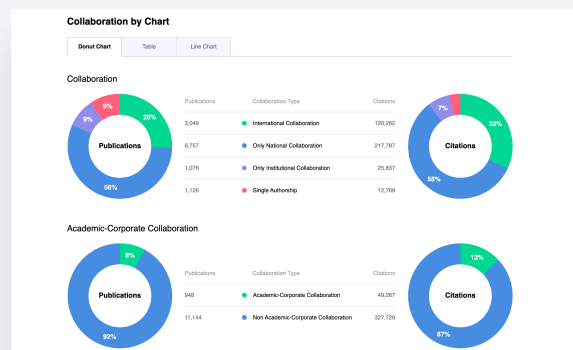 Collaboration by Chart
Donut Chart Table Line Chart
Collaboration
Publications Collaboration Type Citations
3,049 International Collaboration 120,282
6,757 Only National Collaboration 217,787
1,076 Only Institutional Collaboration 25,837
1,126 Single Authorship 12,769
9% 25% 9% Publications 56%
7% 32% Citations 58%
Academic-Corporate Collaboration
Publications Collaboration Type Citations
948 Academic-Corporate Collaboration 49,267
11,144 Non Academic-Corporate Collaboration 327,726
8% Publications 92%
13% Citations 87%